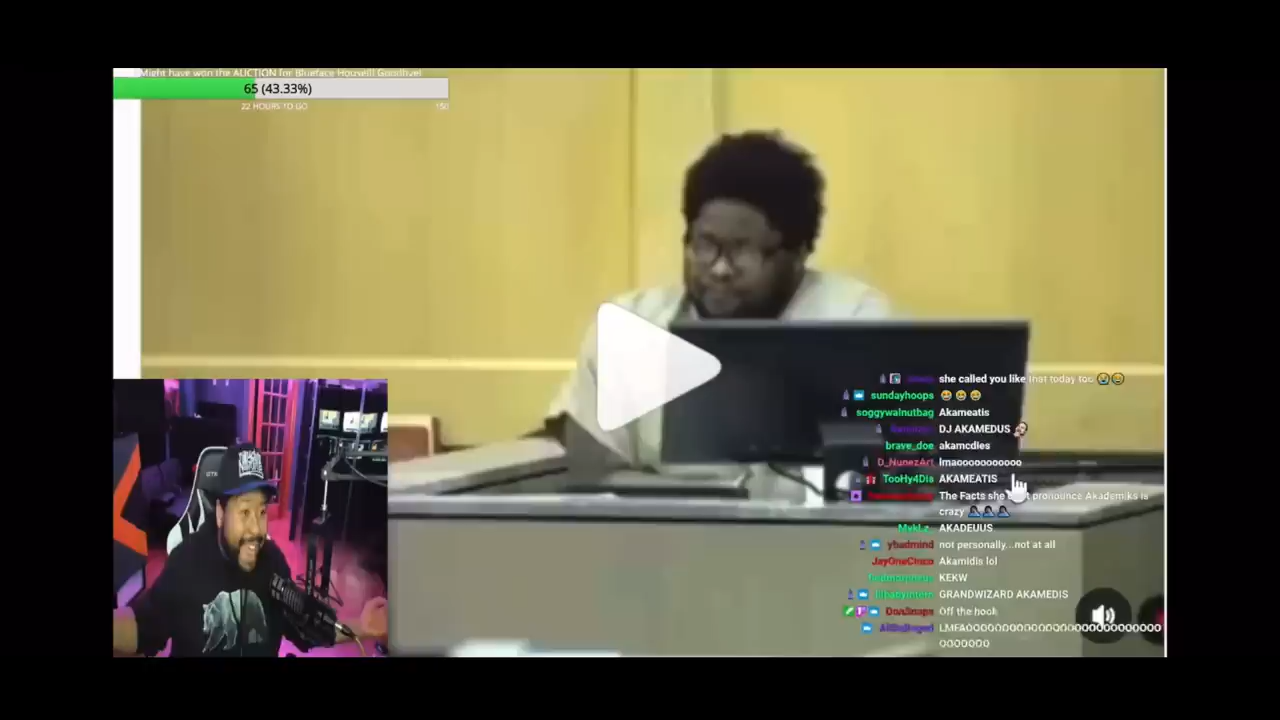 Might have won the AUCTION for Blueface House!!! Goodlive!
65 (43.33%)
22 HOURS TO GO
150
she called you like that today too 😂😂
sundayhoops 😂 😂 😂
soggywalnutbag Akameatis
DJ AKAMEDUS
brave_doe akamcdies
D_NunezArt lmaooooooooooo
TooHy4Dis AKAMEATIS
The Facts she pronounce Akademiks is
crazy
AKADEUUS
ybadmind not personally...not at all
JayOneCinco Akamidis lol
KEKW
GRANDWIZARD AKAMEDIS
Off the hook